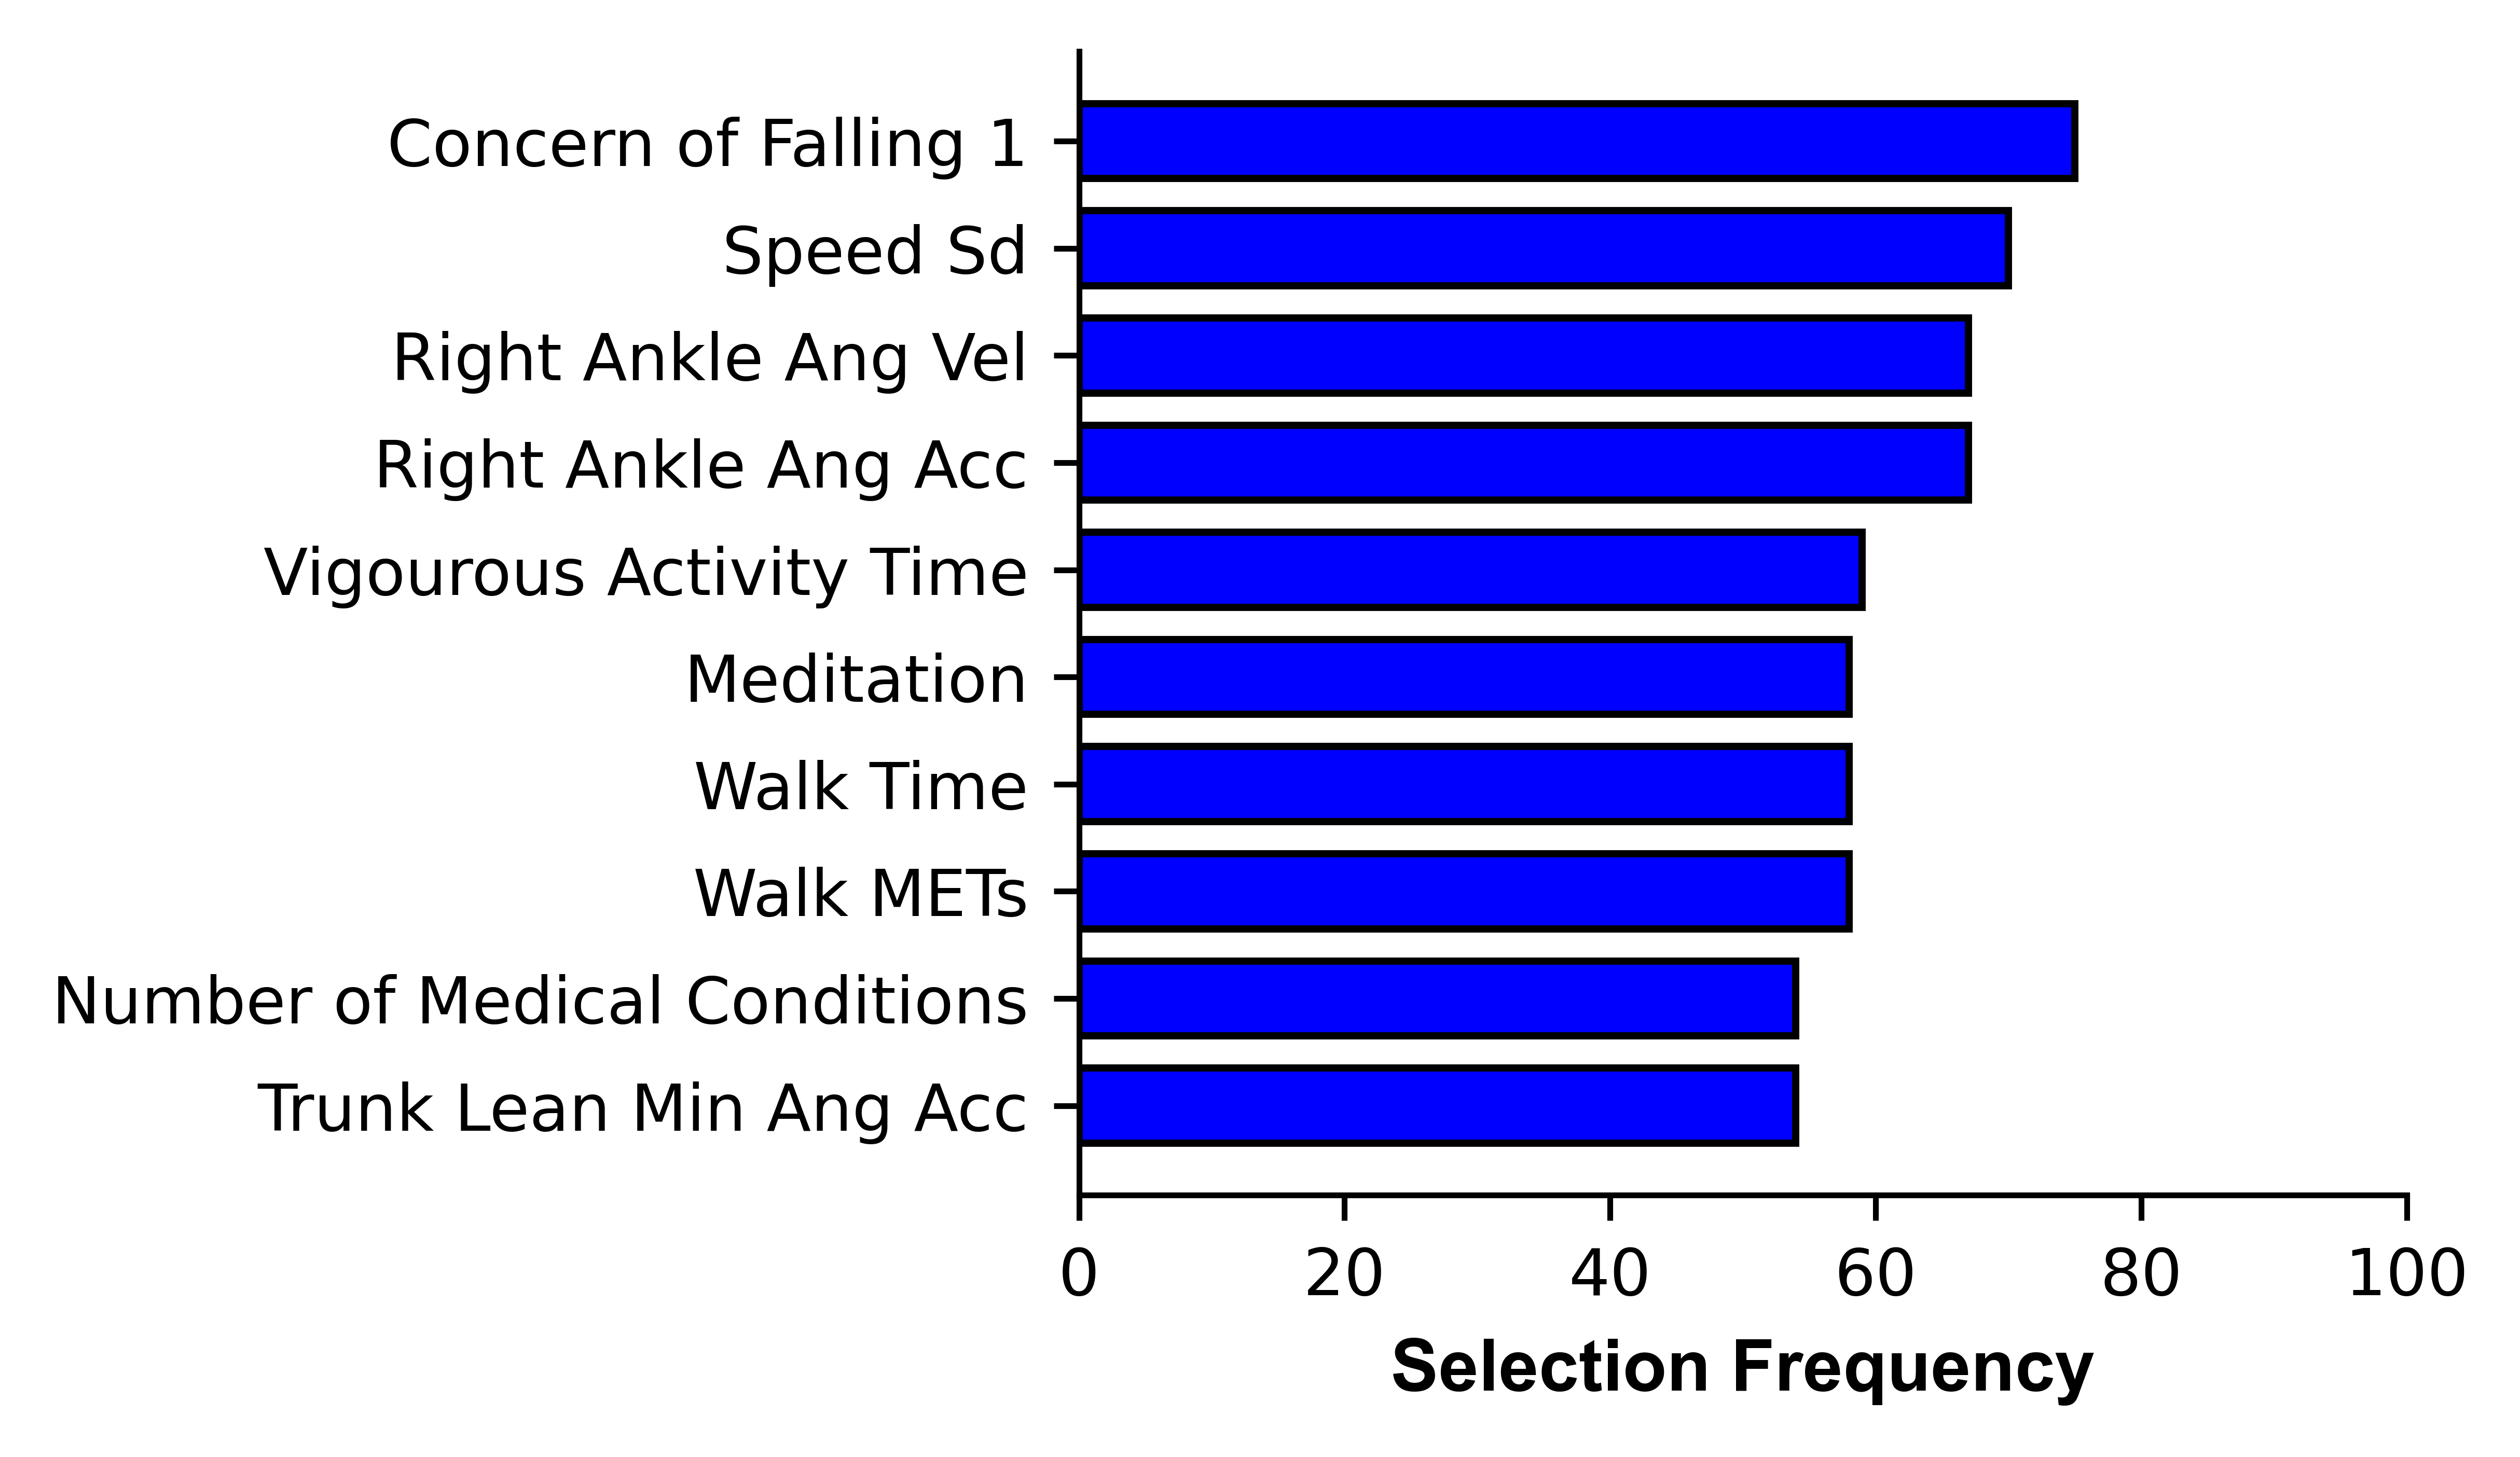 Concern of Falling 1
Speed Sd
Right Ankle Ang Vel
Right Ankle Ang Acc
Vigourous Activity Time
Meditation
Walk Time
Walk METs
Number of Medical Conditions
Trunk Lean Min Ang Acc
0 20 40 60 80 100
Selection Frequency